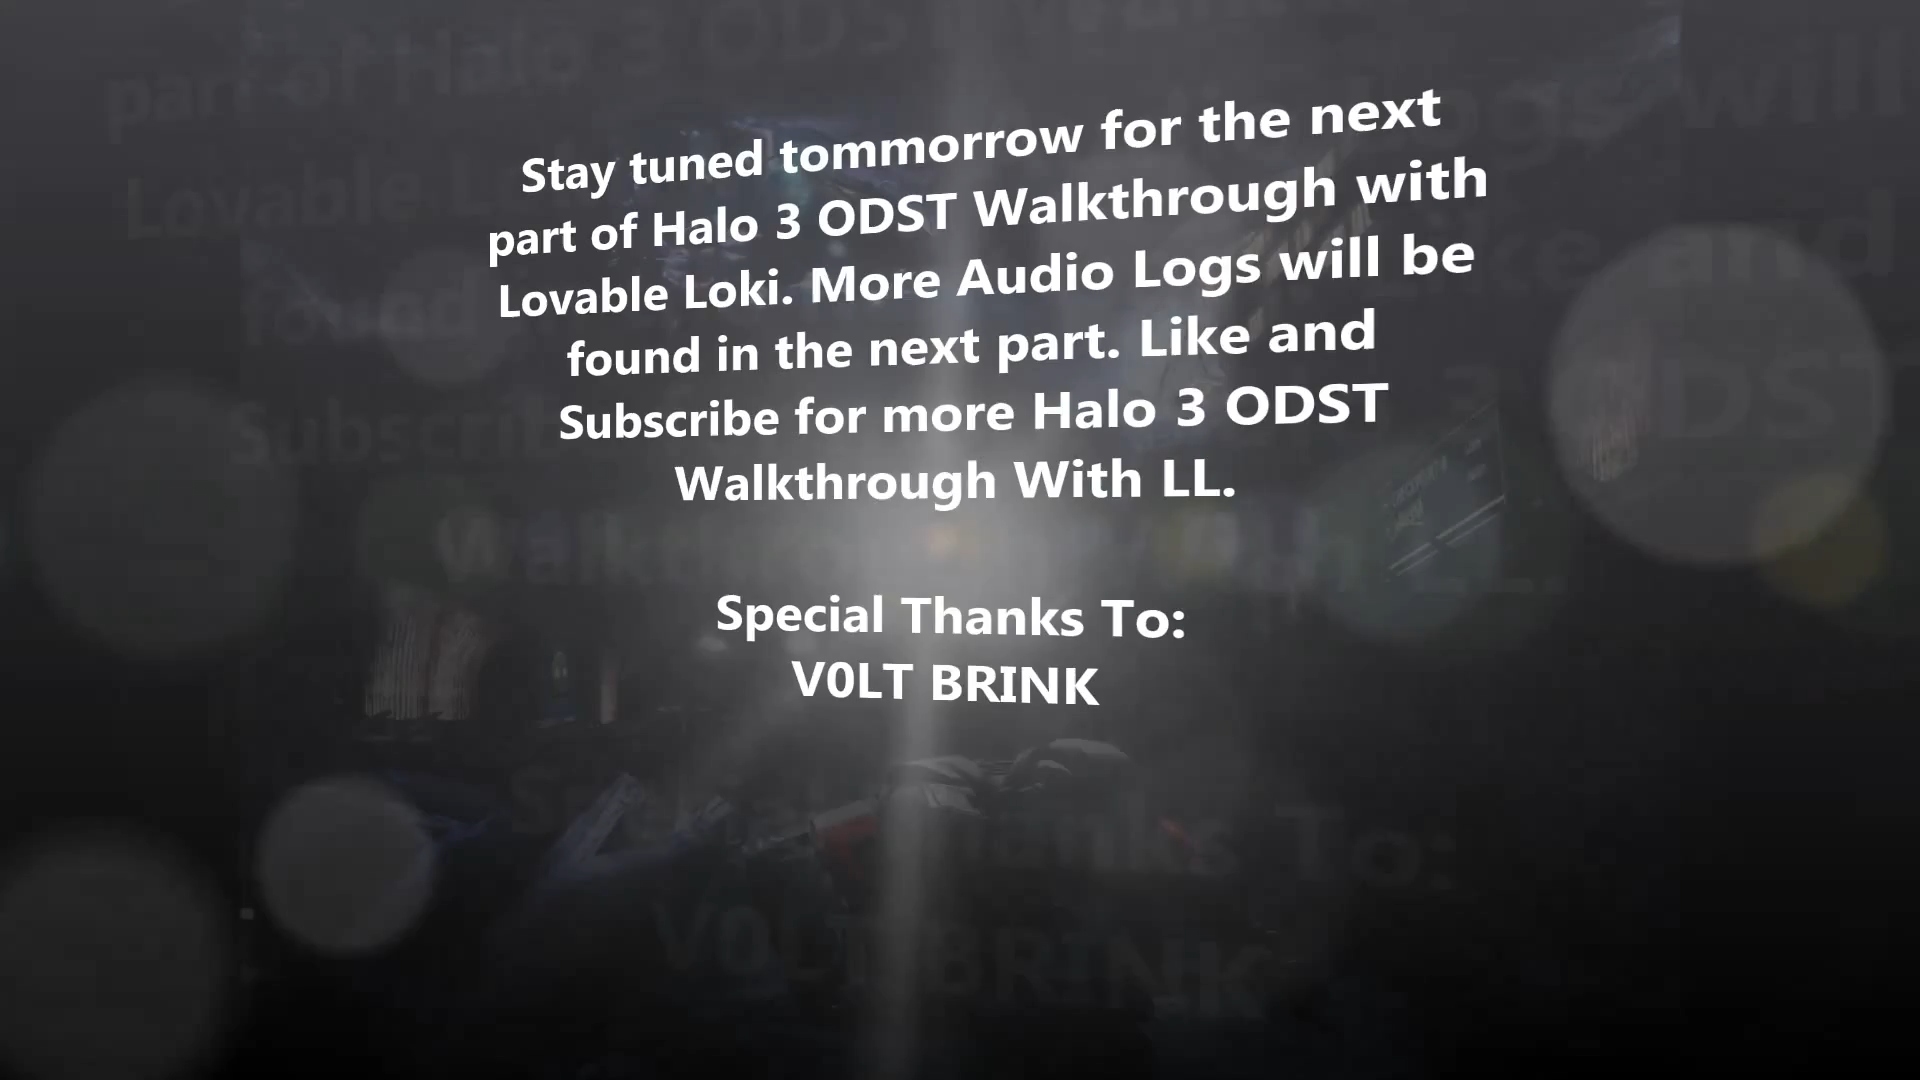 Stay tuned tommorrow for the next
part of Halo 3 ODST Walkthrough with
Lovable Loki. More Audio Logs will be
found in the next part. Like and
Subscribe for more Halo 3 ODST
Walkthrough With LL.
Special Thanks To:
V0LT BRINK